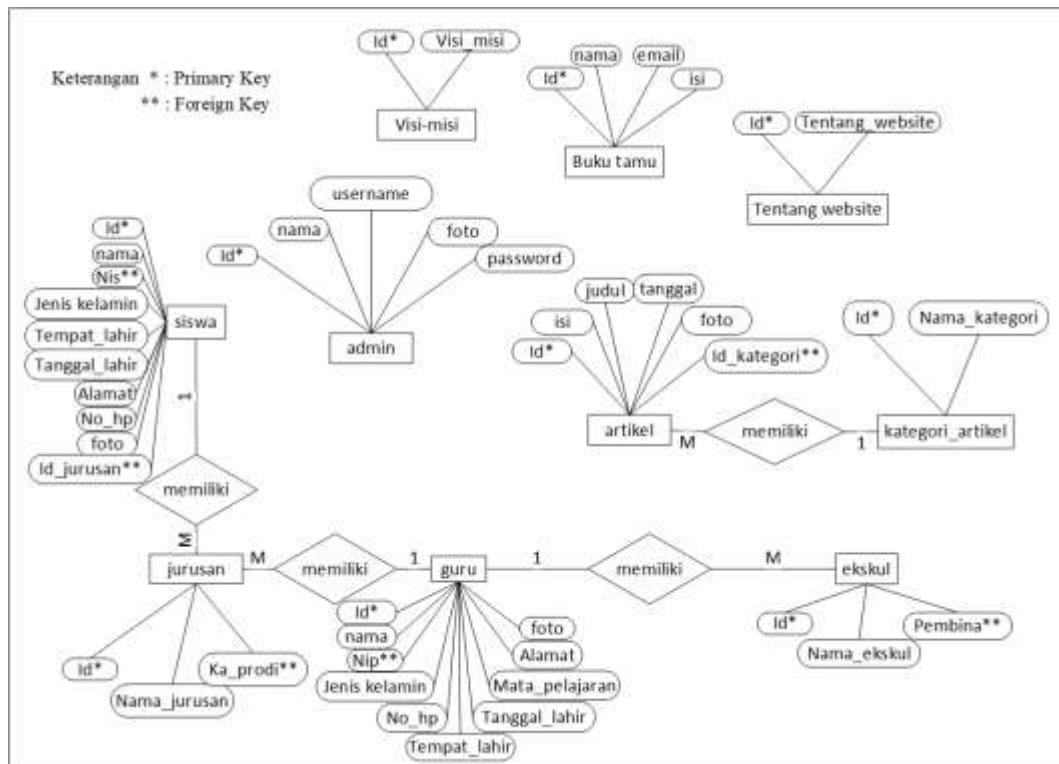 Keterangan * : Primary Key
** : Foreign Key
Id*
Visi_misi
Visi-misi
nama
email
Id*
isi
Buku tamu
Id*
Tentang_website
Tentang website
username
nama
foto
Id*
password
admin
Id*
nama
Nis**
Jenis kelamin
Tempat_lahir
Tanggal_lahir
Alamat
No_hp
foto
Id_jurusan**
siswa
1
memiliki
M
judul
tanggal
isi
foto
Id*
Id_kategori**
artikel
M
memiliki
1
kategori_artikel
Id*
Nama_kategori
jurusan
M
memiliki
1
guru
1
memiliki
M
ekskul
Id*
Nama_jurusan
Ka_prodi**
Id*
nama
Nip**
Jenis kelamin
No_hp
Tempat_lahir
foto
Alamat
Mata_pelajaran
Tanggal_lahir
Id*
Nama_ekskul
Pembina**